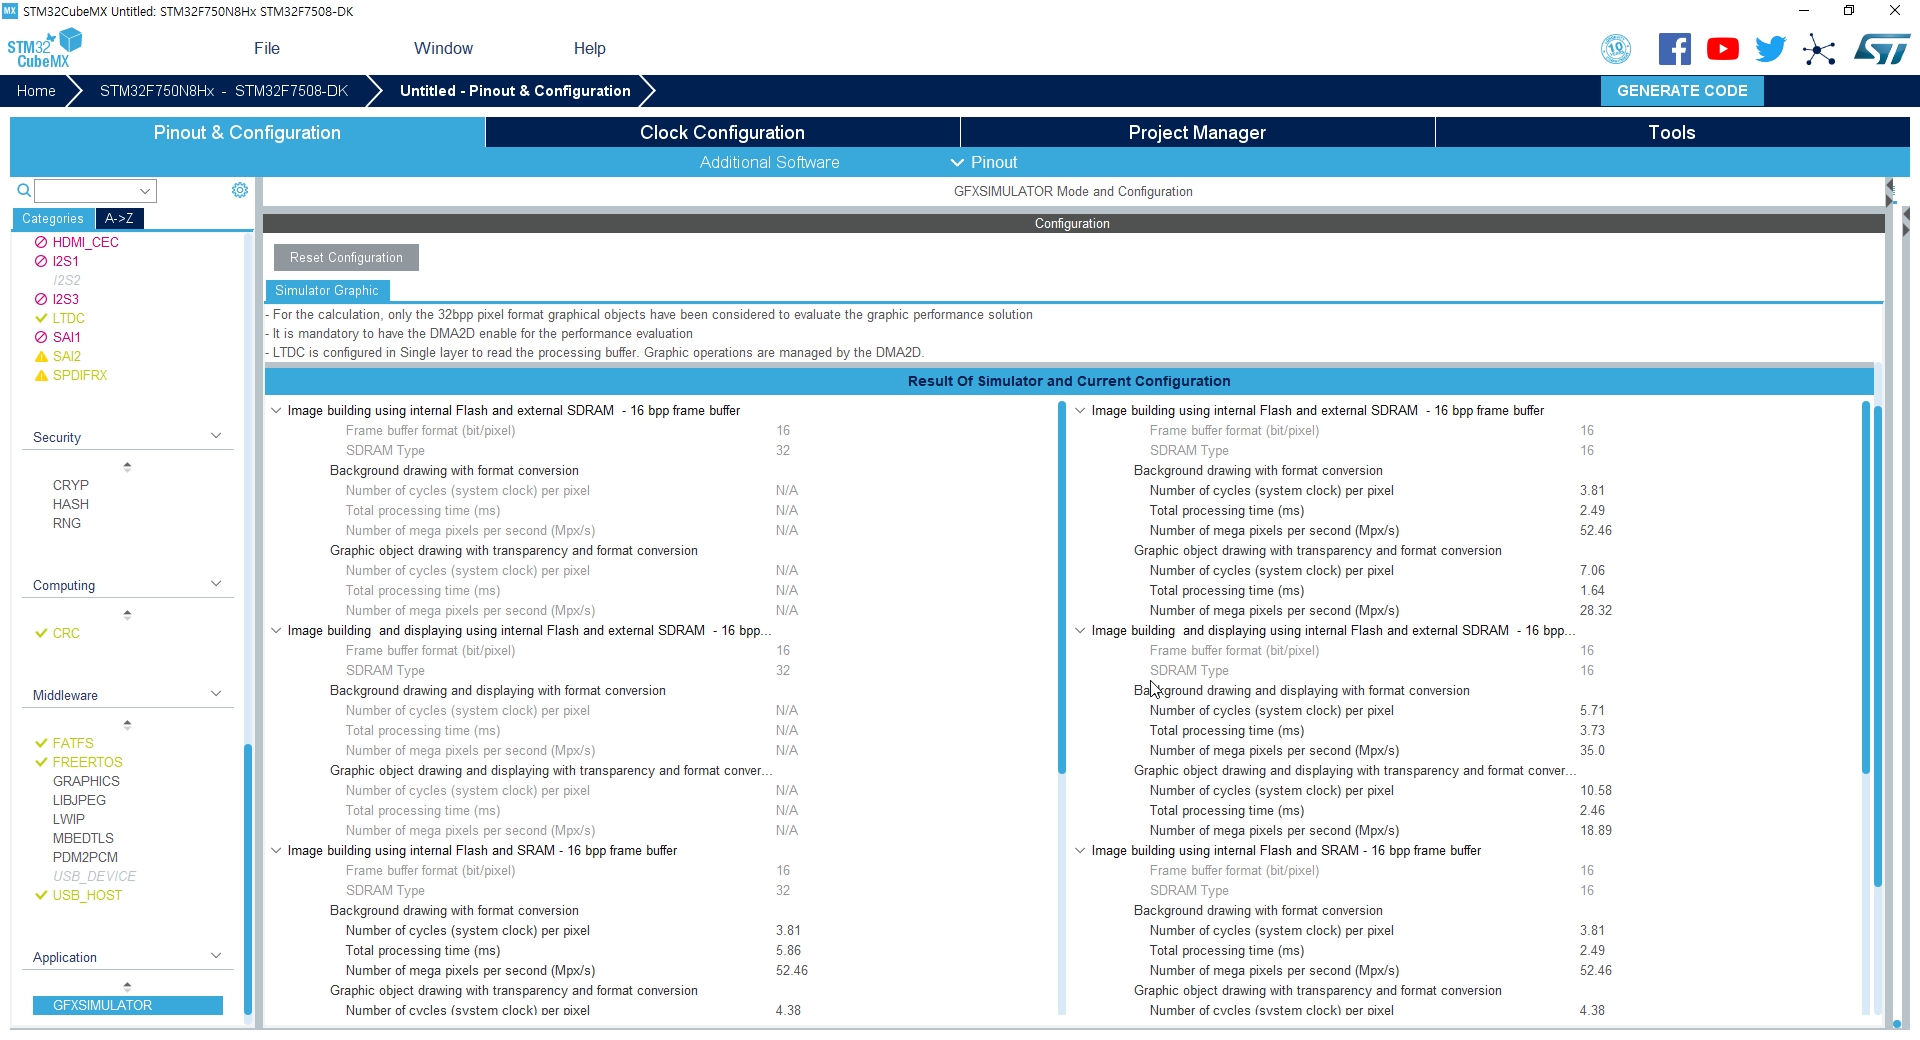 MX STM32CubeMX Untitled: STM32F750N8Hx STM32F7508-DK
STM32 CubeMX
File Window Help
10
ST
Home STM32F750N8Hx - STM32F7508-DK Untitled - Pinout & Configuration GENERATE CODE
Pinout & Configuration Clock Configuration Project Manager Tools
Additional Software Pinout
GFXSIMULATOR Mode and Configuration
Categories A->Z
HDMI_CEC
I2S1
I2S2
I2S3
LTDC
SAI1
SAI2
SPDIFRX
Security
CRYP
HASH
RNG
Computing
CRC
Middleware
FATFS
FREERTOS
GRAPHICS
LIBJPEG
LWIP
MBEDTLS
PDM2PCM
USB_DEVICE
USB_HOST
Application
GFXSIMULATOR
Configuration
Reset Configuration
Simulator Graphic
- For the calculation, only the 32bpp pixel format graphical objects have been considered to evaluate the graphic performance solution
- It is mandatory to have the DMA2D enable for the performance evaluation
- LTDC is configured in Single layer to read the processing buffer. Graphic operations are managed by the DMA2D.
Result Of Simulator and Current Configuration
Image building using internal Flash and external SDRAM - 16 bpp frame buffer
Frame buffer format (bit/pixel) 16
SDRAM Type 32
Background drawing with format conversion
Number of cycles (system clock) per pixel N/A
Total processing time (ms) N/A
Number of mega pixels per second (Mpx/s) N/A
Graphic object drawing with transparency and format conversion
Number of cycles (system clock) per pixel N/A
Total processing time (ms) N/A
Number of mega pixels per second (Mpx/s) N/A
Image building and displaying using internal Flash and external SDRAM - 16 bpp...
Frame buffer format (bit/pixel) 16
SDRAM Type 32
Background drawing and displaying with format conversion
Number of cycles (system clock) per pixel N/A
Total processing time (ms) N/A
Number of mega pixels per second (Mpx/s) N/A
Graphic object drawing and displaying with transparency and format conver...
Number of cycles (system clock) per pixel N/A
Total processing time (ms) N/A
Number of mega pixels per second (Mpx/s) N/A
Image building using internal Flash and SRAM - 16 bpp frame buffer
Frame buffer format (bit/pixel) 16
SDRAM Type 32
Background drawing with format conversion
Number of cycles (system clock) per pixel 3.81
Total processing time (ms) 5.86
Number of mega pixels per second (Mpx/s) 52.46
Graphic object drawing with transparency and format conversion
Number of cycles (system clock) per pixel 4.38
Image building using internal Flash and external SDRAM - 16 bpp frame buffer
Frame buffer format (bit/pixel) 16
SDRAM Type 16
Background drawing with format conversion
Number of cycles (system clock) per pixel 3.81
Total processing time (ms) 2.49
Number of mega pixels per second (Mpx/s) 52.46
Graphic object drawing with transparency and format conversion
Number of cycles (system clock) per pixel 7.06
Total processing time (ms) 1.64
Number of mega pixels per second (Mpx/s) 28.32
Image building and displaying using internal Flash and external SDRAM - 16 bpp...
Frame buffer format (bit/pixel) 16
SDRAM Type 16
Background drawing and displaying with format conversion
Number of cycles (system clock) per pixel 5.71
Total processing time (ms) 3.73
Number of mega pixels per second (Mpx/s) 35.0
Graphic object drawing and displaying with transparency and format conver...
Number of cycles (system clock) per pixel 10.58
Total processing time (ms) 2.46
Number of mega pixels per second (Mpx/s) 18.89
Image building using internal Flash and SRAM - 16 bpp frame buffer
Frame buffer format (bit/pixel) 16
SDRAM Type 16
Background drawing with format conversion
Number of cycles (system clock) per pixel 3.81
Total processing time (ms) 2.49
Number of mega pixels per second (Mpx/s) 52.46
Graphic object drawing with transparency and format conversion
Number of cycles (system clock) per pixel 4.38